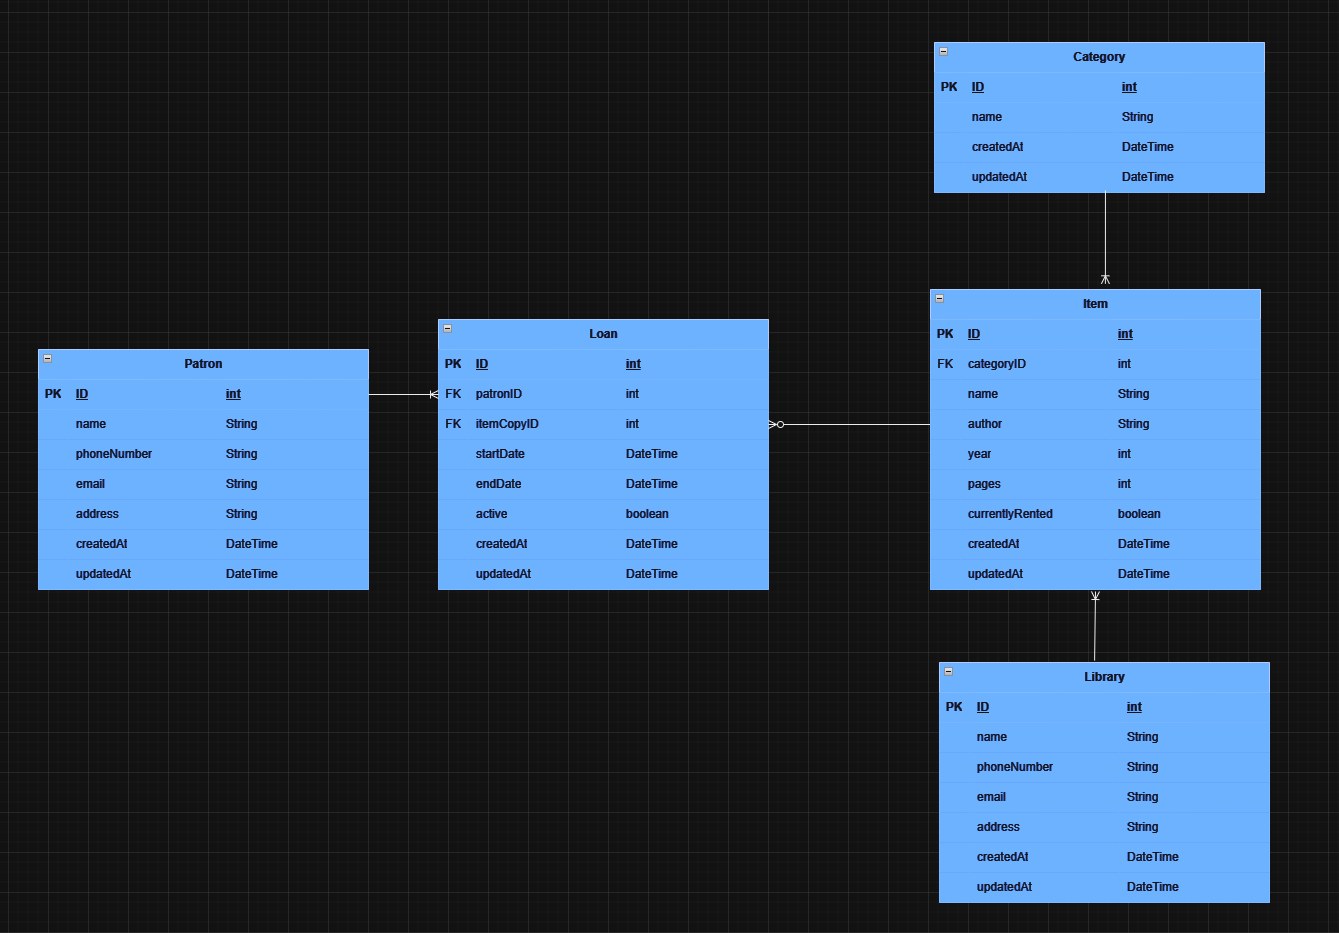 Category
PK ID int
name String
createdAt DateTime
updatedAt DateTime
Item
PK ID int
FK categoryID int
name String
author String
year int
pages int
currentlyRented boolean
createdAt DateTime
updatedAt DateTime
Loan
PK ID int
FK patronID int
FK itemCopyID int
startDate DateTime
endDate DateTime
active boolean
createdAt DateTime
updatedAt DateTime
Patron
PK ID int
name String
phoneNumber String
email String
address String
createdAt DateTime
updatedAt DateTime
Library
PK ID int
name String
phoneNumber String
email String
address String
createdAt DateTime
updatedAt DateTime